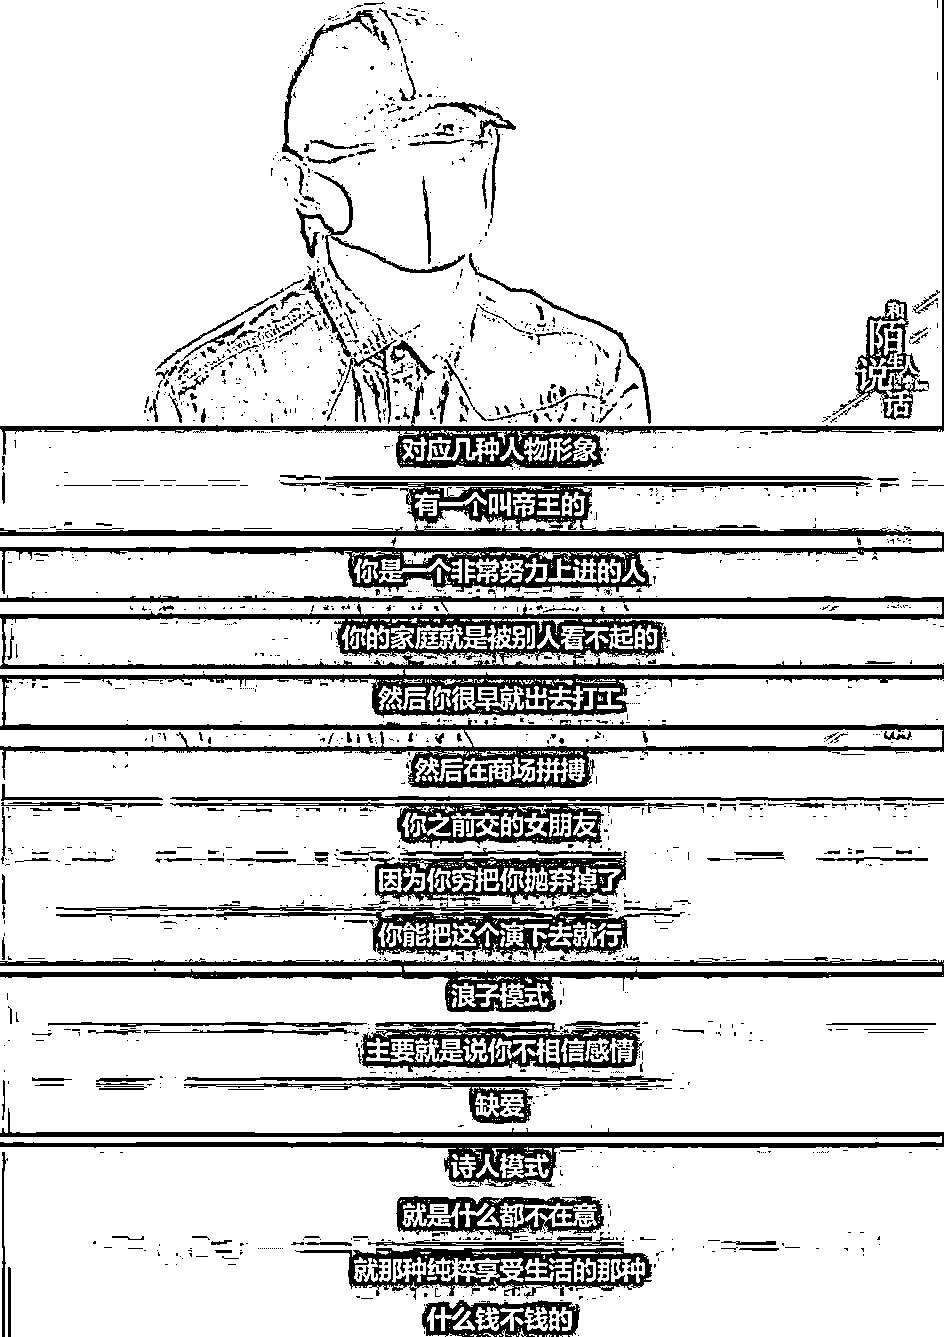 和
陌
生人
说
话
对应几种人物形象
有一个叫帝王的
你是一个非常努力上进的人
你的家庭就是被别人看不起的
然后你很早就出去打工
然后在商场拼搏
你之前交的女朋友
因为你穷把你抛弃掉了
你能把这个演下去就行
浪子模式
主要就是说你不相信感情
缺爱
诗人模式
就是什么都不在意
就那种纯粹享受生活的那种
什么钱不钱的